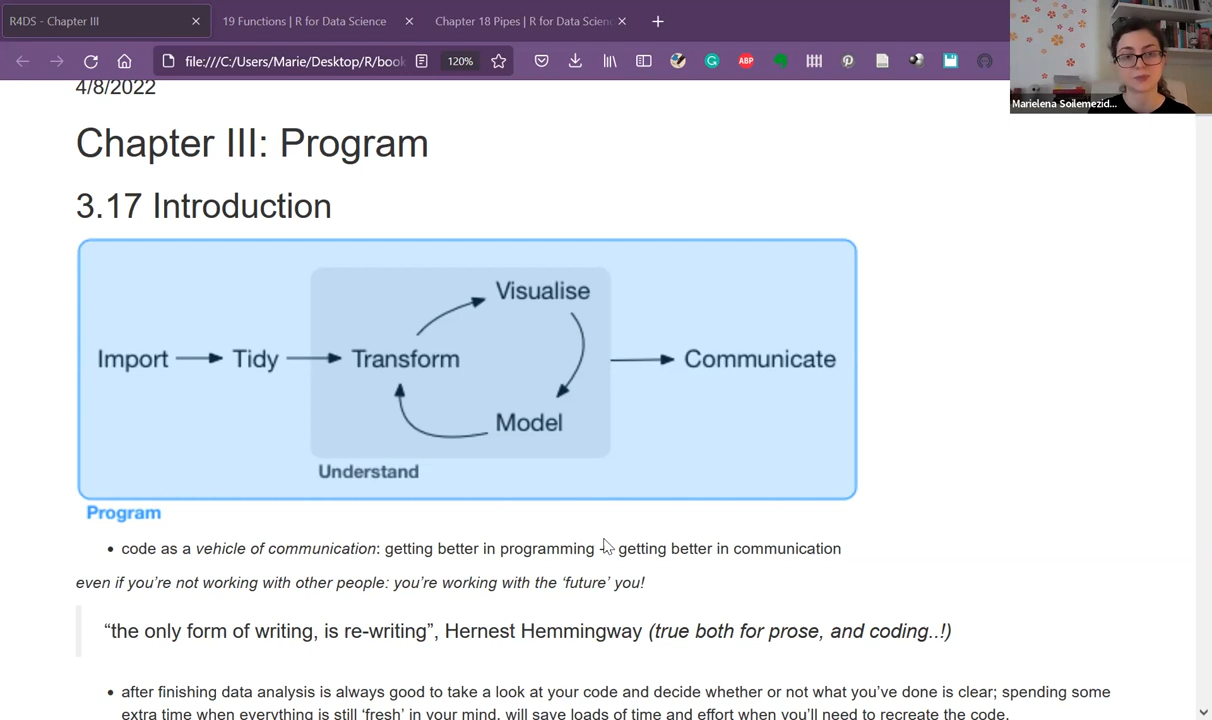 R4DS - Chapter III
19 Functions | R for Data Science
Chapter 18 Pipes | R for Data Scienc
file:///C:/Users/Marie/Desktop/R/book
120%
ABP
Marielena Soilemezid...
4/8/2022
Chapter III: Program
3.17 Introduction
Visualise
Import
Tidy
Transform
Communicate
Model
Understand
Program
• code as a vehicle of communication: getting better in programming - getting better in communication
even if you’re not working with other people: you’re working with the ‘future’ you!
“the only form of writing, is re-writing”, Hernest Hemmingway (true both for prose, and coding..!)
• after finishing data analysis is always good to take a look at your code and decide whether or not what you’ve done is clear; spending some
extra time when everything is still ‘fresh’ in your mind, will save loads of time and effort when you’ll need to recreate the code.